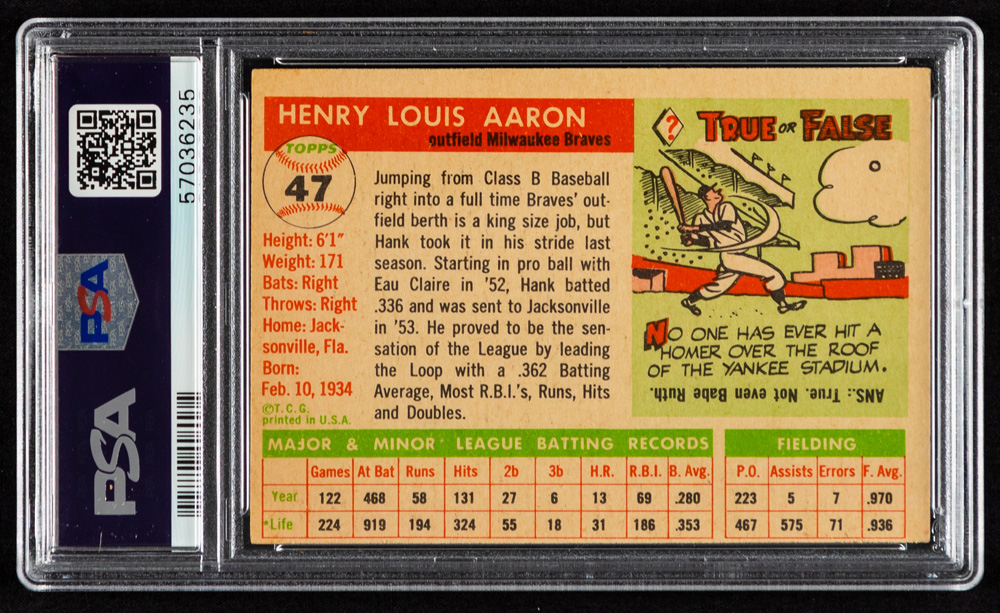 57036235
PSA
PSA
HENRY LOUIS AARON
outfield Milwaukee Braves
TOPPS
47
Height: 6'1"
Weight: 171
Bats: Right
Throws: Right
Home: Jack-
sonville, Fla.
Born:
Feb. 10, 1934
©T.C.G.
printed in U.S.A.
Jumping from Class B Baseball
right into a full time Braves' out-
field berth is a king size job, but
Hank took it in his stride last
season. Starting in pro ball with
Eau Claire in '52, Hank batted
.336 and was sent to Jacksonville
in '53. He proved to be the sen-
sation of the League by leading
the Loop with a .362 Batting
Average, Most R.B.I.'s, Runs, Hits
and Doubles.
? TRUE OR FALSE
NO ONE HAS EVER HIT A
HOMER OVER THE ROOF
OF THE YANKEE STADIUM.
ANS.: True. Not even Babe Ruth.
MAJOR & MINOR LEAGUE BATTING RECORDS
Games At Bat Runs Hits 2b 3b H.R. R.B.I. B. Avg.
Year 122 468 58 131 27 6 13 69 .280
*Life 224 919 194 324 55 18 31 186 .353
FIELDING
P.O. Assists Errors F. Avg.
223 5 7 .970
467 575 71 .936